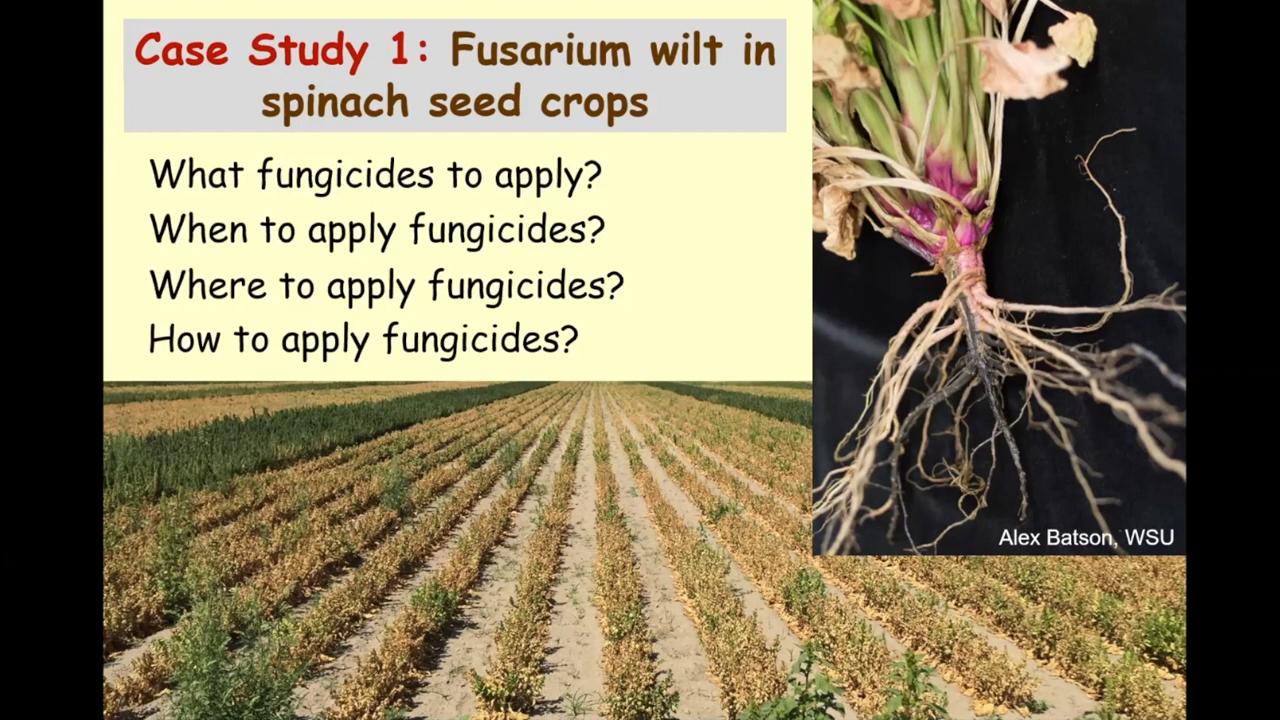 Case Study 1: Fusarium wilt in
spinach seed crops
What fungicides to apply?
When to apply fungicides?
Where to apply fungicides?
How to apply fungicides?
Alex Batson, WSU